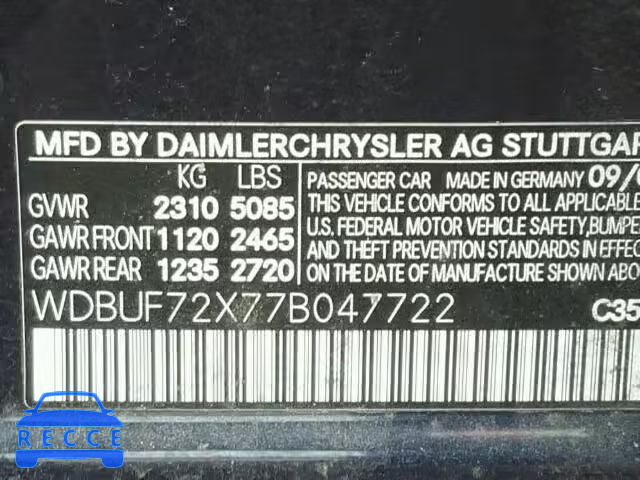 MFD BY DAIMLERCHRYSLER AG STUTTGAR
KG LBS
GVWR 2310 5085
GAWR FRONT 1120 2465
GAWR REAR 1235 2720
PASSENGER CAR MADE IN GERMANY 09/
THIS VEHICLE CONFORMS TO ALL APPLICABLE
U.S. FEDERAL MOTOR VEHICLE SAFETY, BUMPE
AND THEFT PREVENTION STANDARDS IN EFFE
ON THE DATE OF MANUFACTURE SHOWN ABO
WDBUF72X77B047722
C35
RECCE